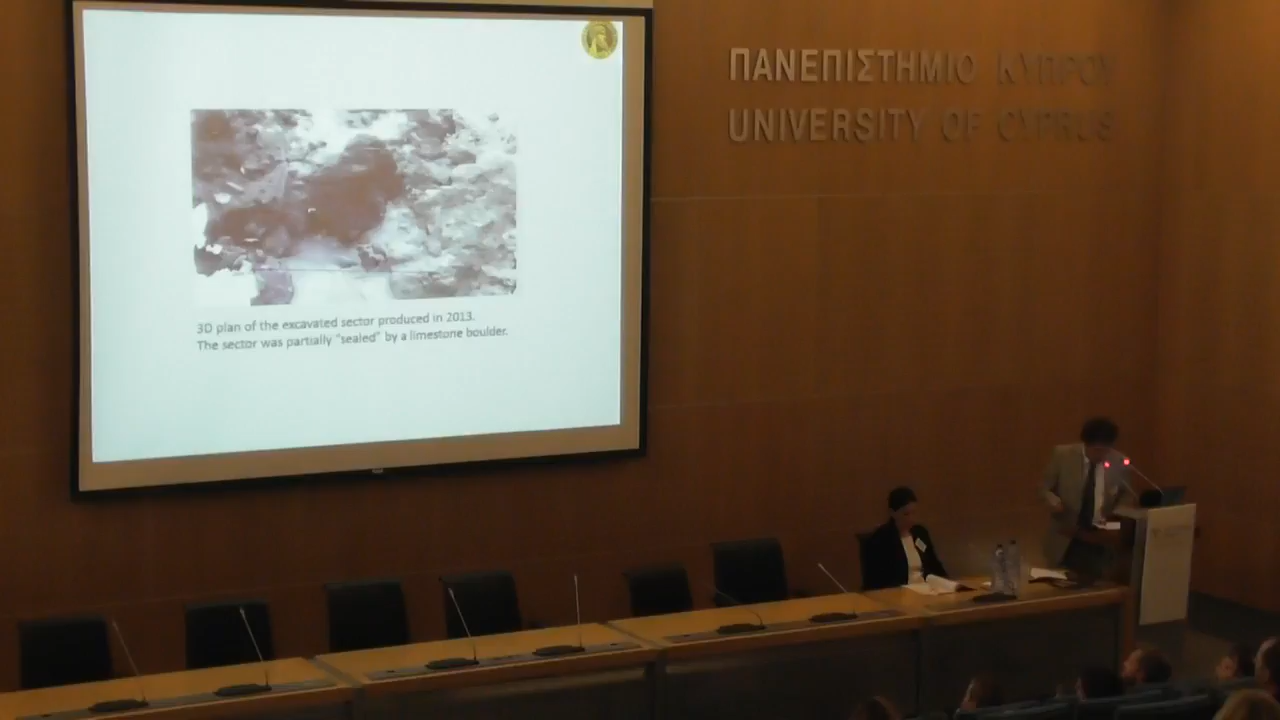 3D plan of the excavated sector produced in 2013.
The sector was partially "sealed" by a limestone boulder.
ΠΑΝΕΠΙΣΤΗΜΙΟ ΚΥΠΡΟΥ
UNIVERSITY OF CYPRUS